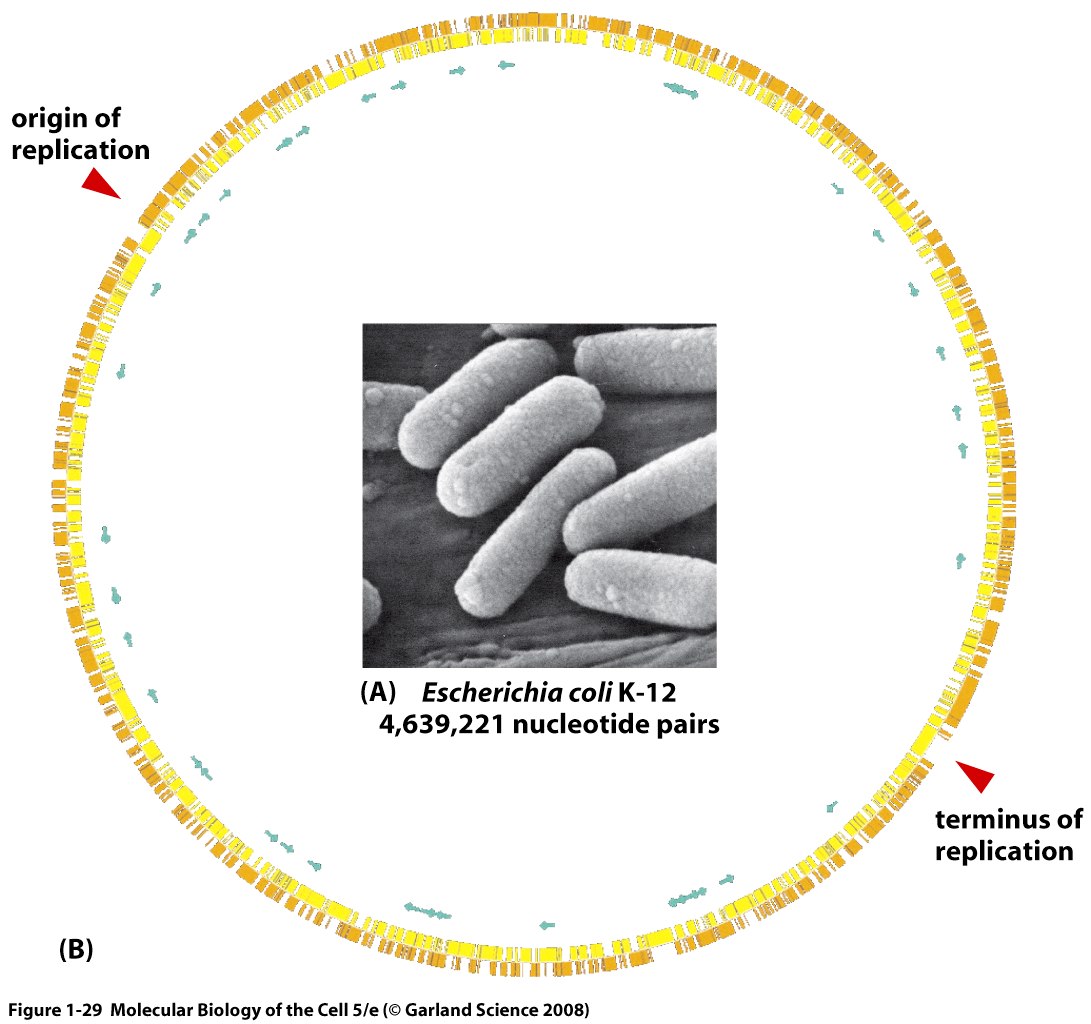 origin of
replication
(A) Escherichia coli K-12
4,639,221 nucleotide pairs
terminus of
replication
(B)
Figure 1-29 Molecular Biology of the Cell 5/e (© Garland Science 2008)